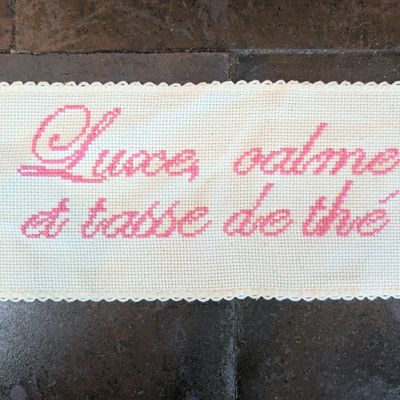 Luxe, calme
et tasse de thé